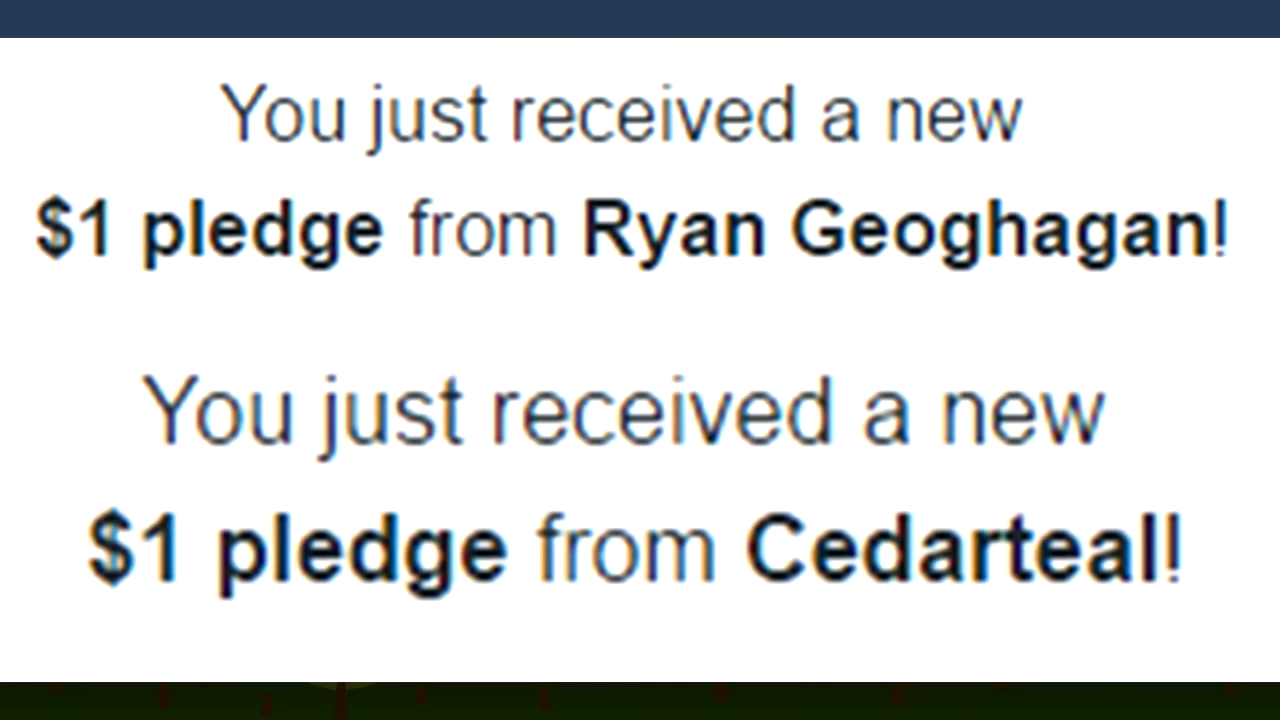 You just received a new
$1 pledge from Ryan Geoghagan!
You just received a new
$1 pledge from Cedarteal!